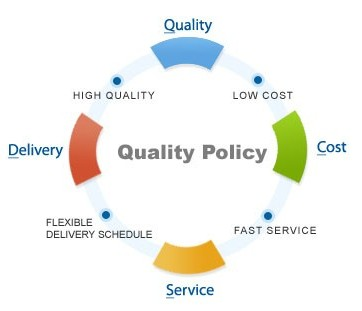 Quality
HIGH QUALITY
LOW COST
Delivery
Quality Policy
Cost
FLEXIBLE
DELIVERY SCHEDULE
FAST SERVICE
Service